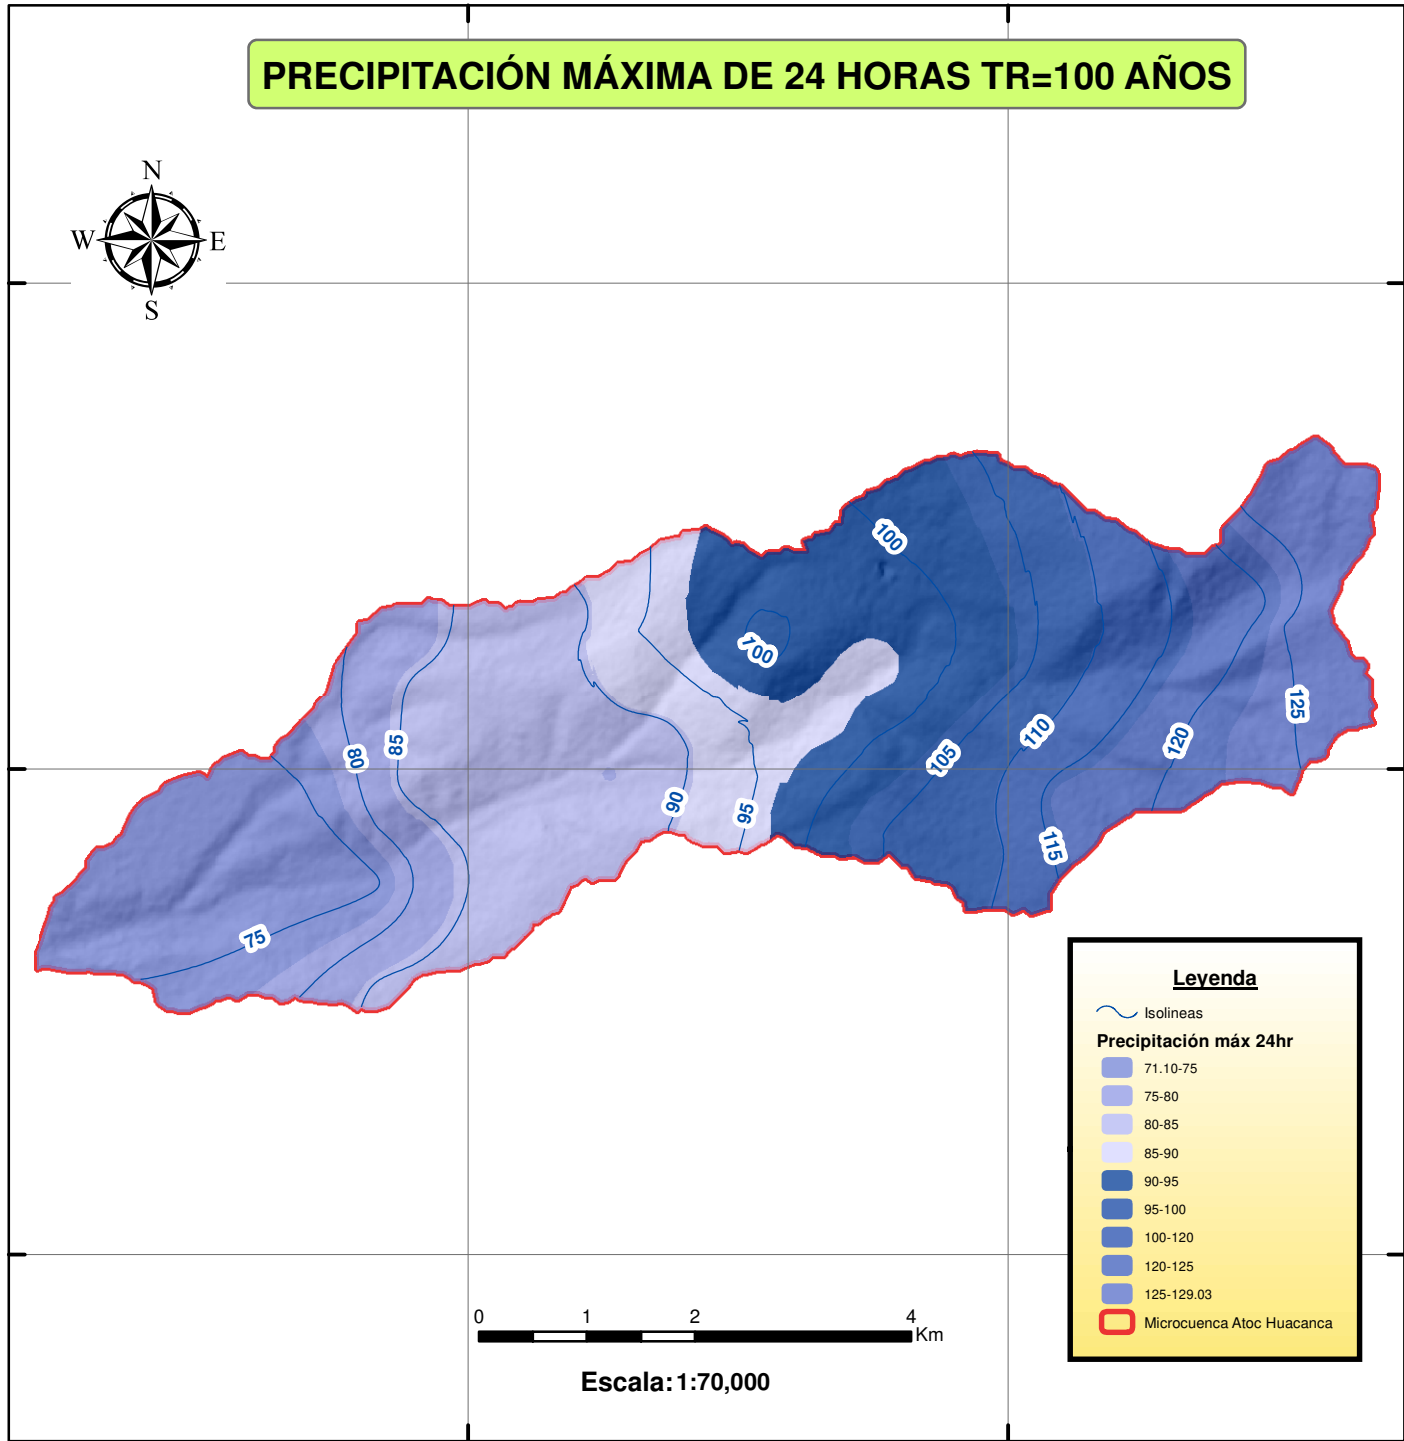 PRECIPITACIÓN MÁXIMA DE 24 HORAS TR=100 AÑOS
N
W
E
S
100
100
125
85
80
110
120
105
90
95
115
75
Leyenda
Isolineas
Precipitación máx 24hr
71.10-75
75-80
80-85
85-90
90-95
95-100
100-120
120-125
125-129.03
Microcuenca Atoc Huacanca
0 1 2 4
Km
Escala: 1:70,000